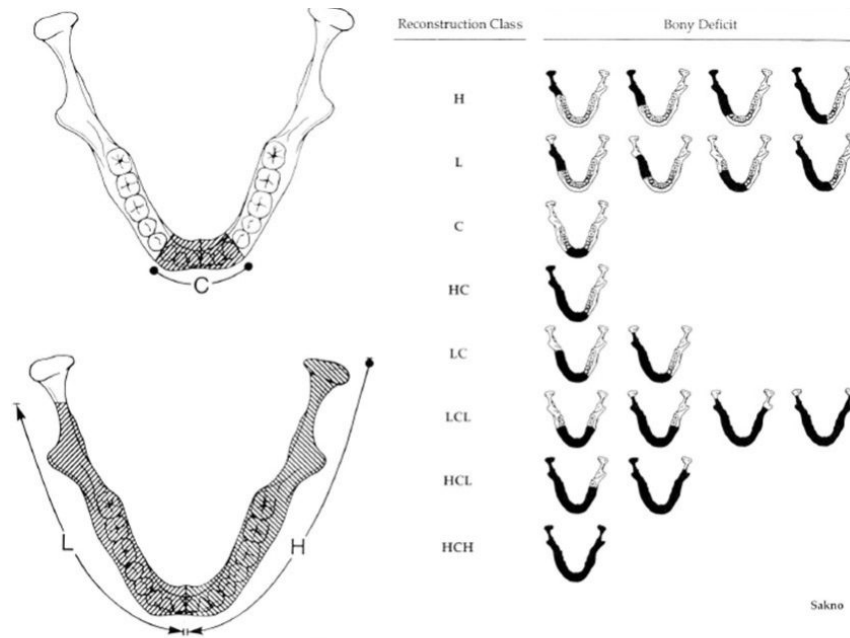 Reconstruction Class Bony Deficit
H
L
C
HC
LC
LCL
HCL
HCH
C
L
H
Sakno